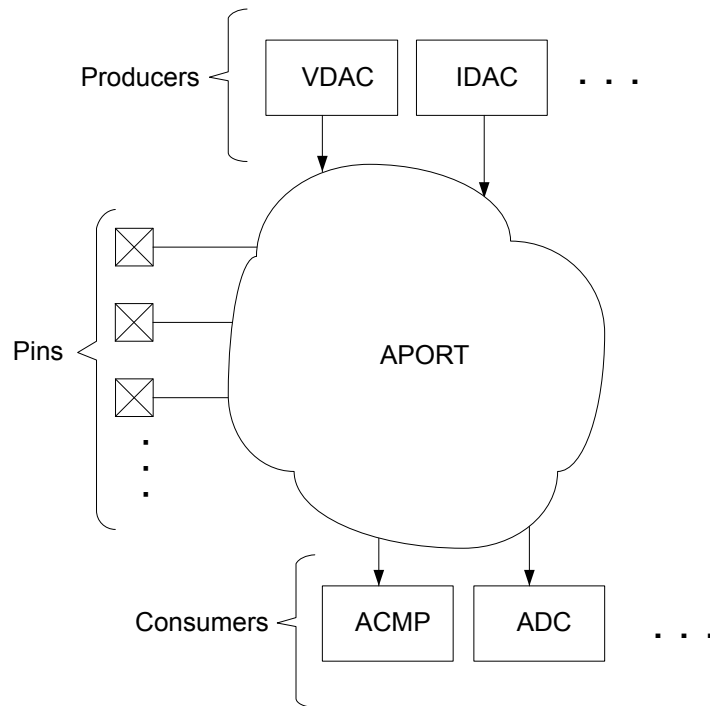 Producers
VDAC
IDAC
. . .
Pins
APORT
. . .
Consumers
ACMP
ADC
. . .